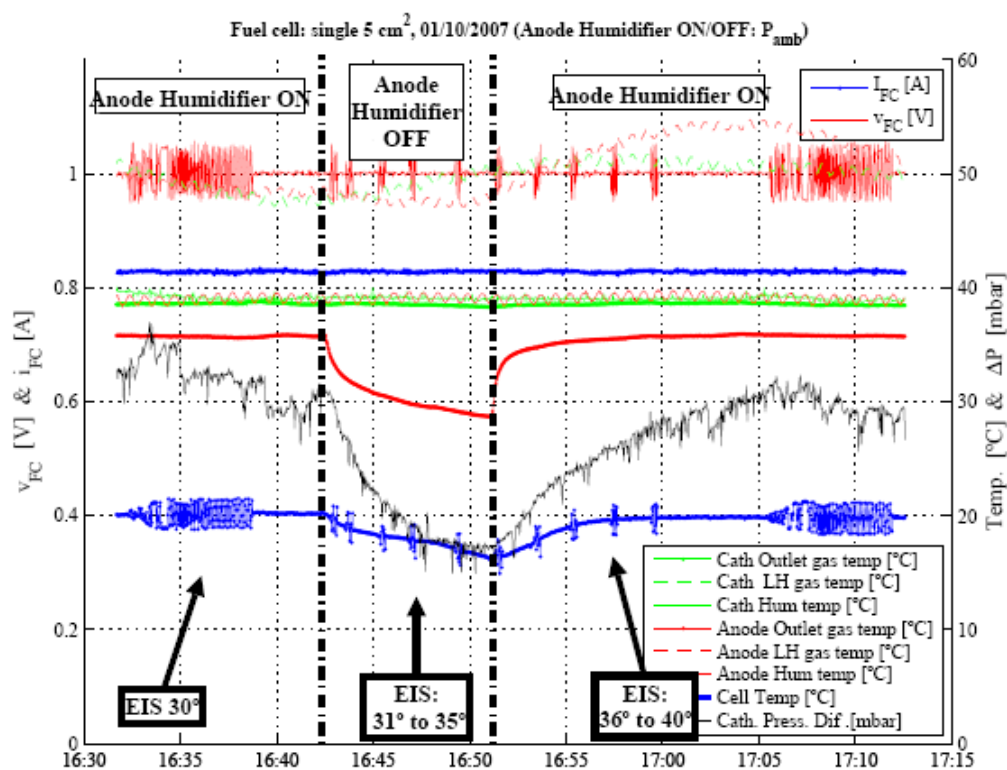 Fuel cell: single 5 cm², 01/10/2007 (Anode Humidifier ON/OFF: P_amb)
Anode Humidifier ON
Anode
Humidifier
OFF
Anode Humidifier ON
I_FC [A]
v_FC [V]
v_FC [V] & i_FC [A]
1
0.8
0.6
0.4
0.2
0
60
50
40
30
20
10
0
Temp. [°C] & ΔP [mbar]
EIS 30°
EIS:
31° to 35°
EIS:
36° to 40°
Cath Outlet gas temp [°C]
Cath LH gas temp [°C]
Cath Hum temp [°C]
Anode Outlet gas temp [°C]
Anode LH gas temp [°C]
Anode Hum temp [°C]
Cell Temp [°C]
Cath. Press. Dif .[mbar]
16:30 16:35 16:40 16:45 16:50 16:55 17:00 17:05 17:10 17:15